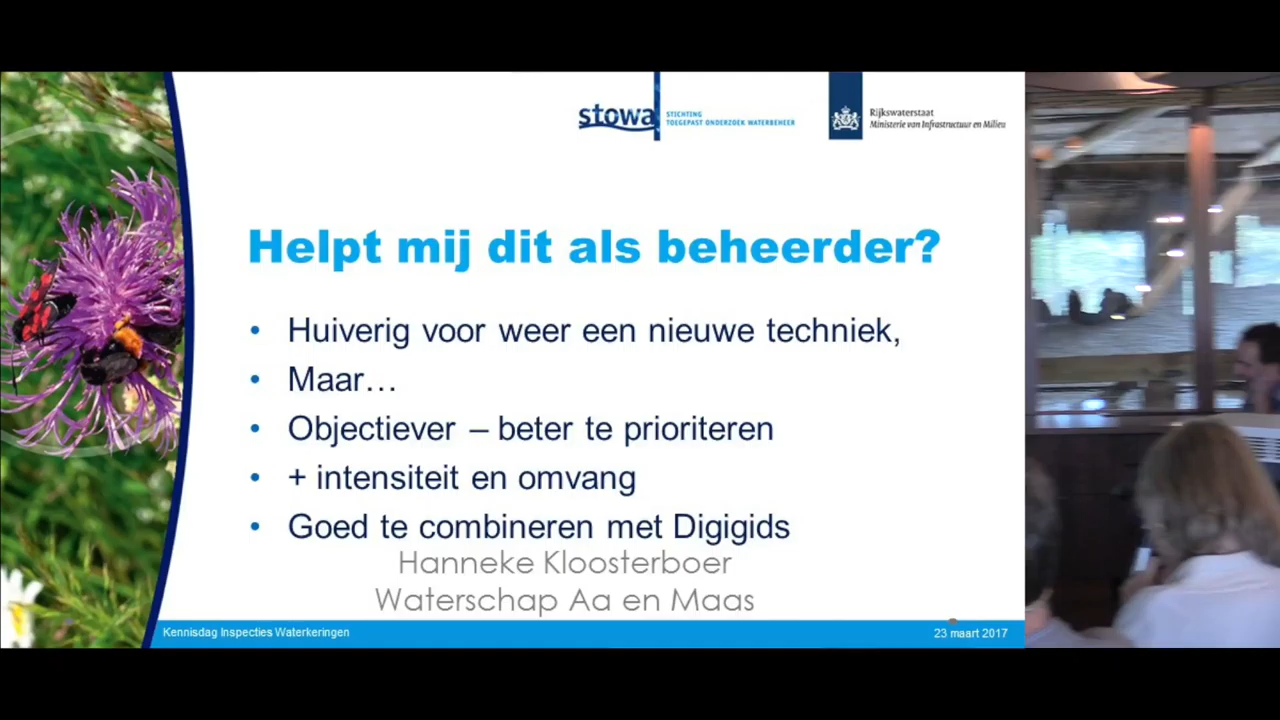 stowa
STICHTING
TOEGEPAST ONDERZOEK WATERBEHEER
Rijkswaterstaat
Ministerie van Infrastructuur en Milieu
Helpt mij dit als beheerder?
• Huiverig voor weer een nieuwe techniek,
• Maar…
• Objectiever – beter te prioriteren
• + intensiteit en omvang
• Goed te combineren met Digigids
Hanneke Kloosterboer
Waterschap Aa en Maas
Kennisdag Inspecties Waterkeringen
23 maart 2017